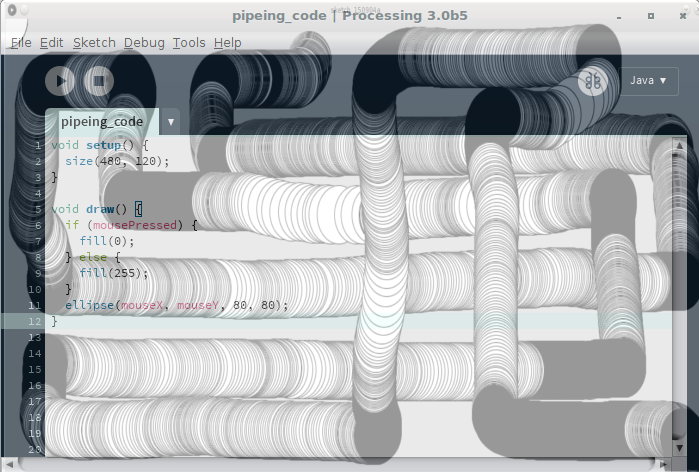 sketch_150904a
pipeing_code | Processing 3.0b5
File Edit Sketch Debug Tools Help
Java ▼
pipeing_code ▼
1 void setup() {
2   size(480, 120);
3 }
4
5 void draw() {
6   if (mousePressed) {
7     fill(0);
8   } else {
9     fill(255);
10   }
11   ellipse(mouseX, mouseY, 80, 80);
12 }
13
14
15
16
17
18
19
20